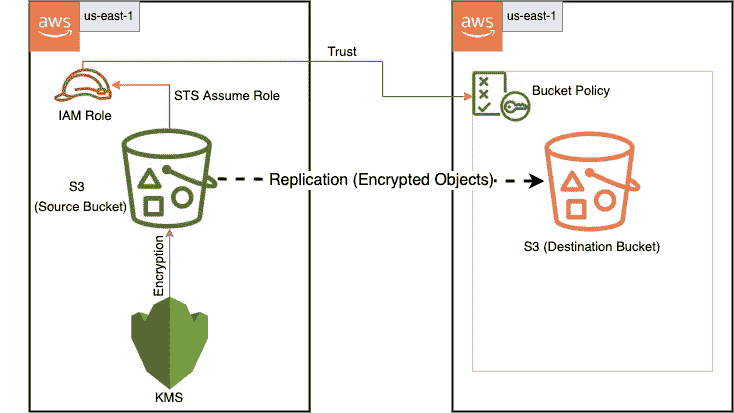 aws
us-east-1
aws
us-east-1
Trust
IAM Role
STS Assume Role
Bucket Policy
S3
(Source Bucket)
Replication (Encrypted Objects)
S3 (Destination Bucket)
Encryption
KMS